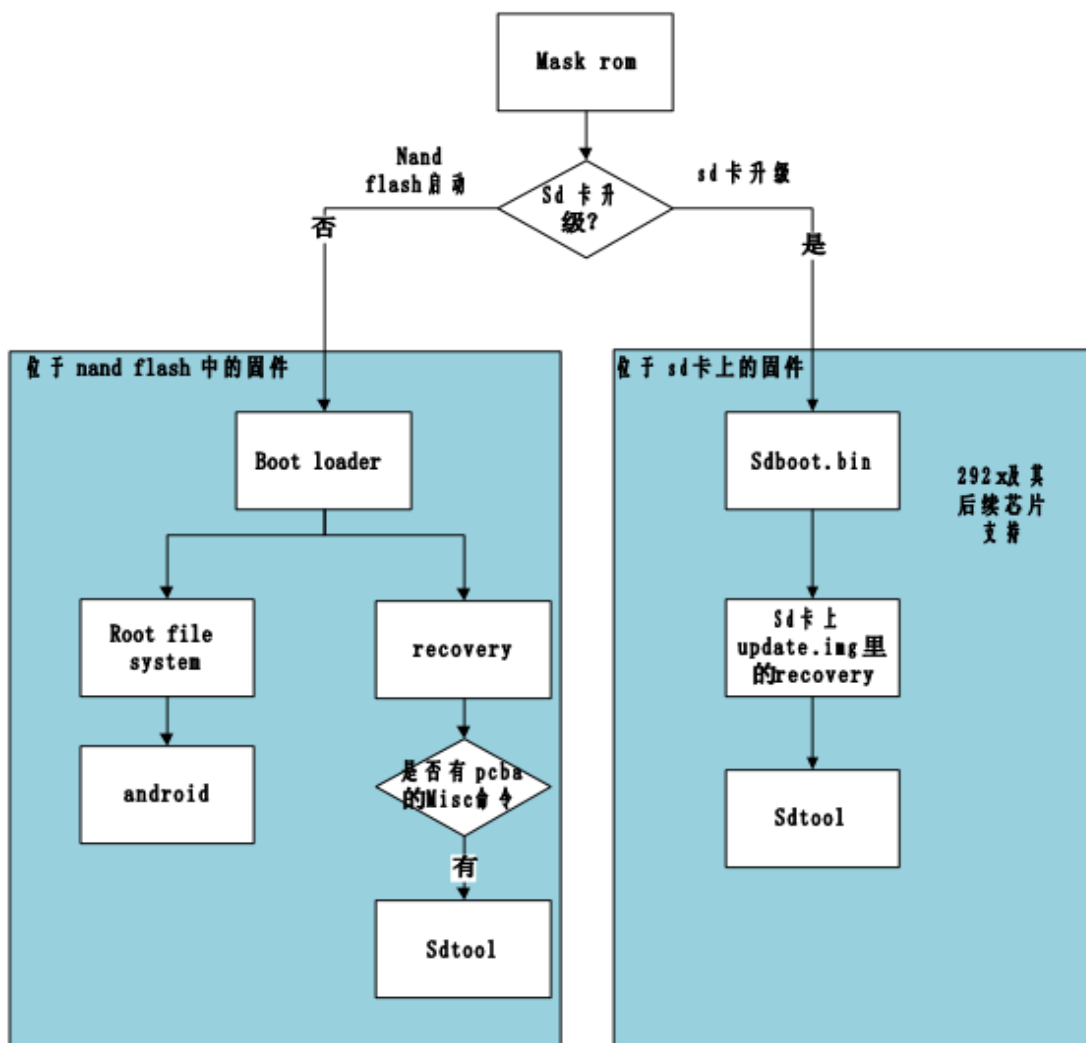 Mask rom
Nand
flash启动
sd卡升级
Sd 卡升
级?
否
是
位于 nand flash 中的固件
Boot loader
Root file
system
android
recovery
是否有pcba
的Misc命令
有
Sdtool
位于 sd卡上的固件
Sdboot.bin
292x及其
后续芯片
支持
Sd卡上
update.img里
的recovery
Sdtool